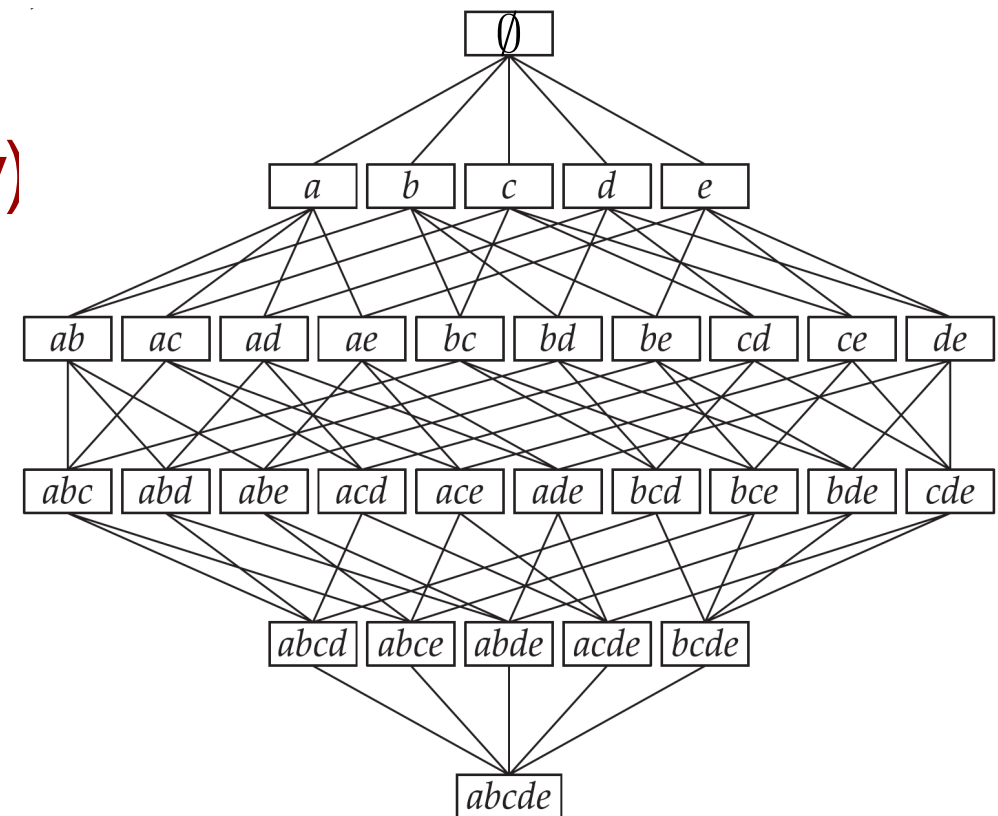 ∅
a b c d e
ab ac ad ae bc bd be cd ce de
abc abd abe acd ace ade bcd bce bde cde
abcd abce abde acde bcde
abcde